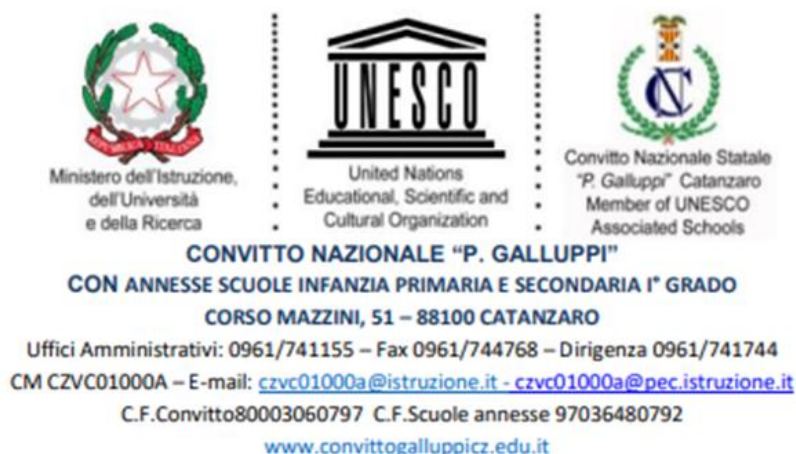 REPUBBLICA ITALIANA
Ministero dell'Istruzione,
dell'Università
e della Ricerca
UNESCO
United Nations
Educational, Scientific and
Cultural Organization
CN
Convitto Nazionale Statale
"P. Galluppi" Catanzaro
Member of UNESCO
Associated Schools
CONVITTO NAZIONALE "P. GALLUPPI"
CON ANNESSE SCUOLE INFANZIA PRIMARIA E SECONDARIA I° GRADO
CORSO MAZZINI, 51 – 88100 CATANZARO
Uffici Amministrativi: 0961/741155 – Fax 0961/744768 – Dirigenza 0961/741744
CM CZVC01000A – E-mail: czvc01000a@istruzione.it - czvc01000a@pec.istruzione.it
C.F.Convitto80003060797 C.F.Scuole annesse 97036480792
www.convittogalluppicz.edu.it